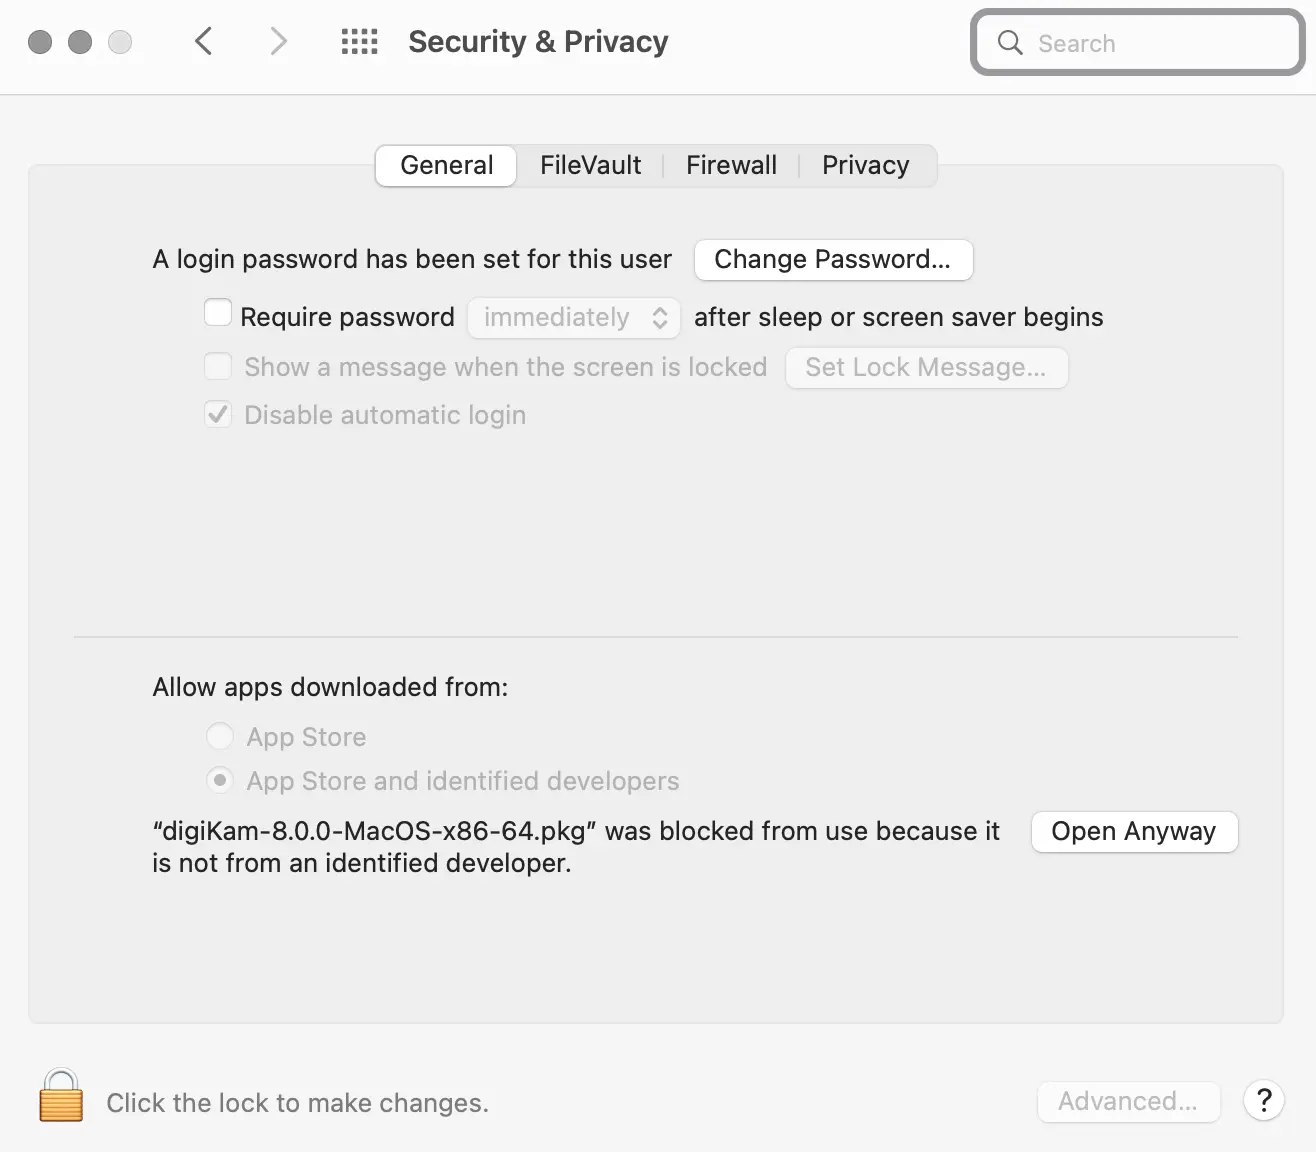 Security & Privacy
Search
General FileVault Firewall Privacy
A login password has been set for this user Change Password...
Require password immediately after sleep or screen saver begins
Show a message when the screen is locked Set Lock Message...
Disable automatic login
Allow apps downloaded from:
App Store
App Store and identified developers
“digiKam-8.0.0-MacOS-x86-64.pkg” was blocked from use because it Open Anyway
is not from an identified developer.
Click the lock to make changes. Advanced... ?